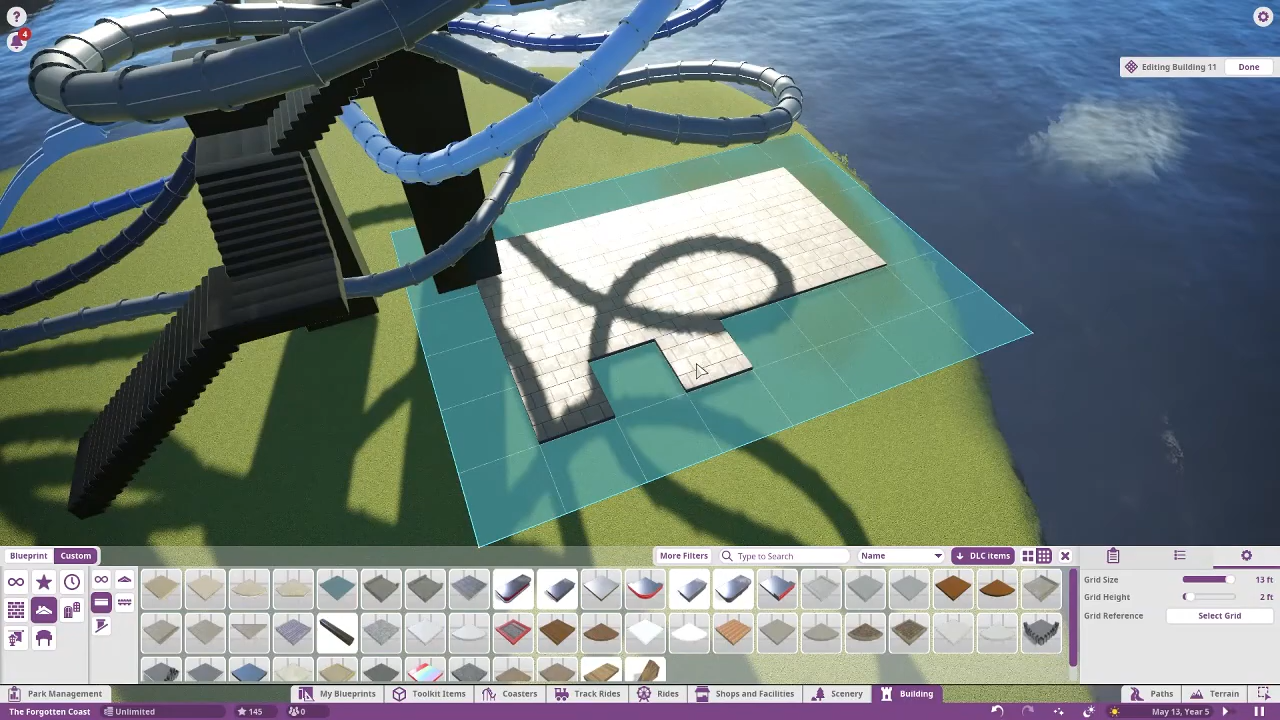 ?
4
Editing Building 11 Done
Blueprint Custom More Filters Type to Search Name DLC items
Grid Size 13 ft
Grid Height 2 ft
Grid Reference Select Grid
Park Management My Blueprints Toolkit Items Coasters Track Rides Rides Shops and Facilities Scenery Building Paths Terrain
The Forgotten Coast Unlimited 145 0 May 13, Year 5